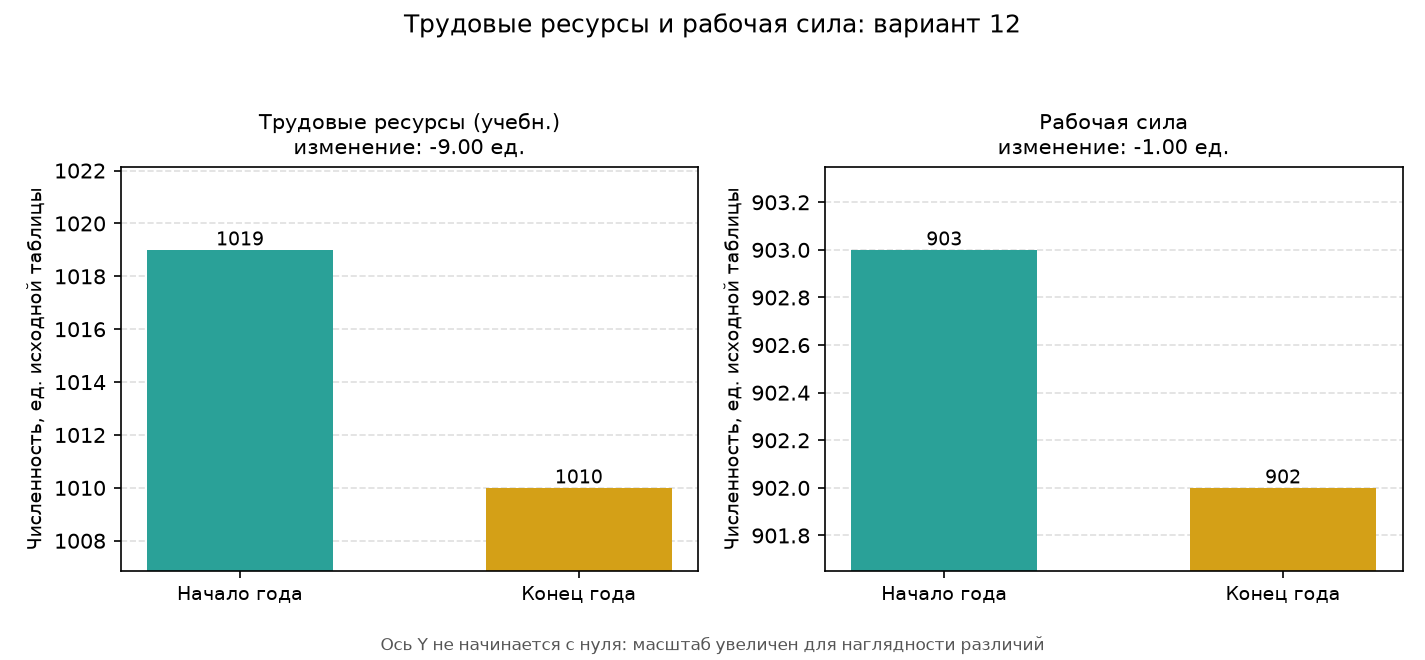 Трудовые ресурсы и рабочая сила: вариант 12
Трудовые ресурсы (учебн.)
изменение: -9.00 ед.
Численность, ед. исходной таблицы
1022
1020
1018
1016
1014
1012
1010
1008
1019
1010
Начало года
Конец года
Рабочая сила
изменение: -1.00 ед.
Численность, ед. исходной таблицы
903.2
903.0
902.8
902.6
902.4
902.2
902.0
901.8
903
902
Начало года
Конец года
Ось Y не начинается с нуля: масштаб увеличен для наглядности различий